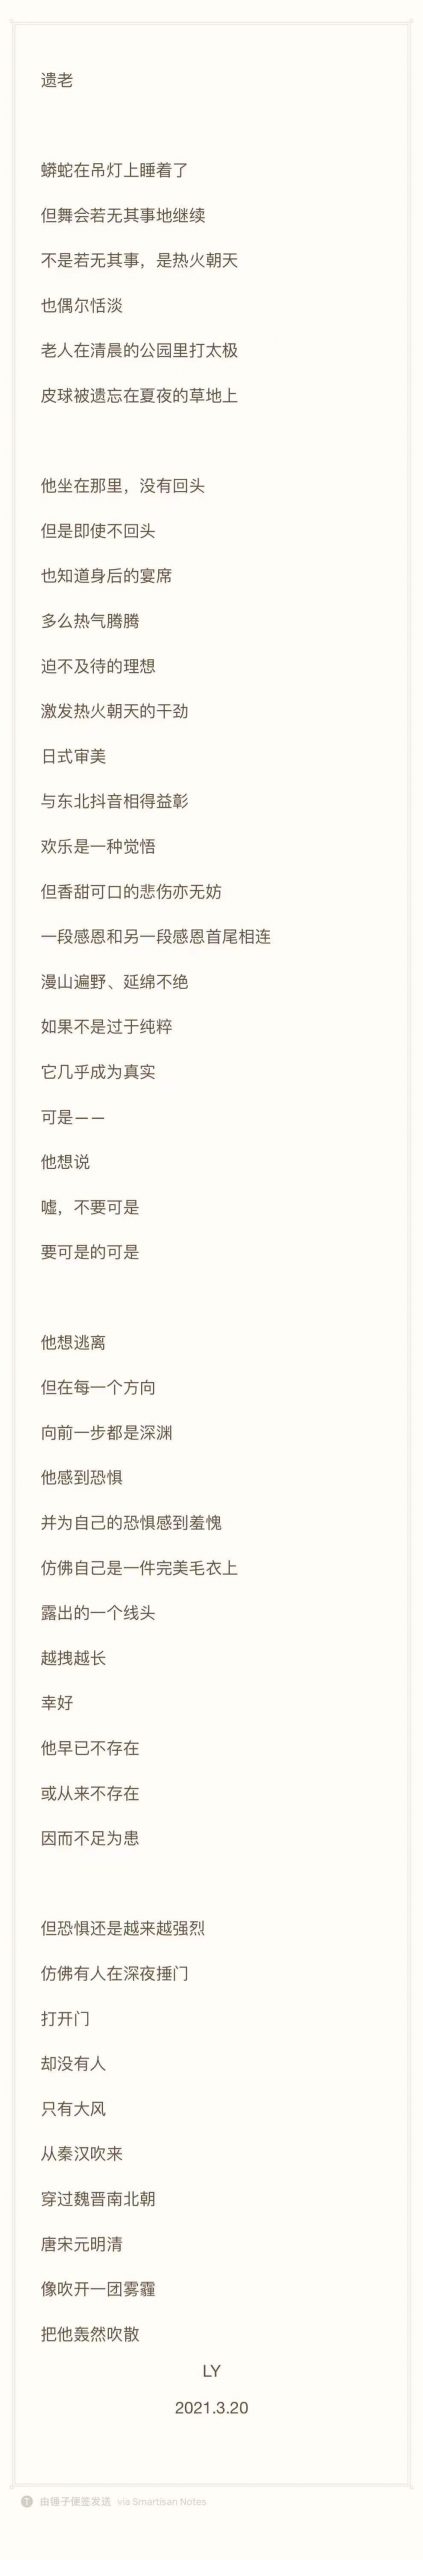 遗老
蟒蛇在吊灯上睡着了
但舞会若无其事地继续
不是若无其事，是热火朝天
也偶尔恬淡
老人在清晨的公园里打太极
皮球被遗忘在夏夜的草地上
他坐在那里，没有回头
但是即使不回头
也知道身后的宴席
多么热气腾腾
迫不及待的理想
激发热火朝天的干劲
日式审美
与东北抖音相得益彰
欢乐是一种觉悟
但香甜可口的悲伤亦无妨
一段感恩和另一段感恩首尾相连
漫山遍野、延绵不绝
如果不是过于纯粹
它几乎成为真实
可是——
他想说
嘘，不要可是
要可是的可是
他想逃离
但在每一个方向
向前一步都是深渊
他感到恐惧
并为自己的恐惧感到羞愧
仿佛自己是一件完美毛衣上
露出的一个线头
越拽越长
幸好
他早已不存在
或从来不存在
因而不足为患
但恐惧还是越来越强烈
仿佛有人在深夜捶门
打开门
却没有人
只有大风
从秦汉吹来
穿过魏晋南北朝
唐宋元明清
像吹开一团雾霾
把他轰然吹散
LY
2021.3.20
T 由锤子便签发送 via Smartisan Notes